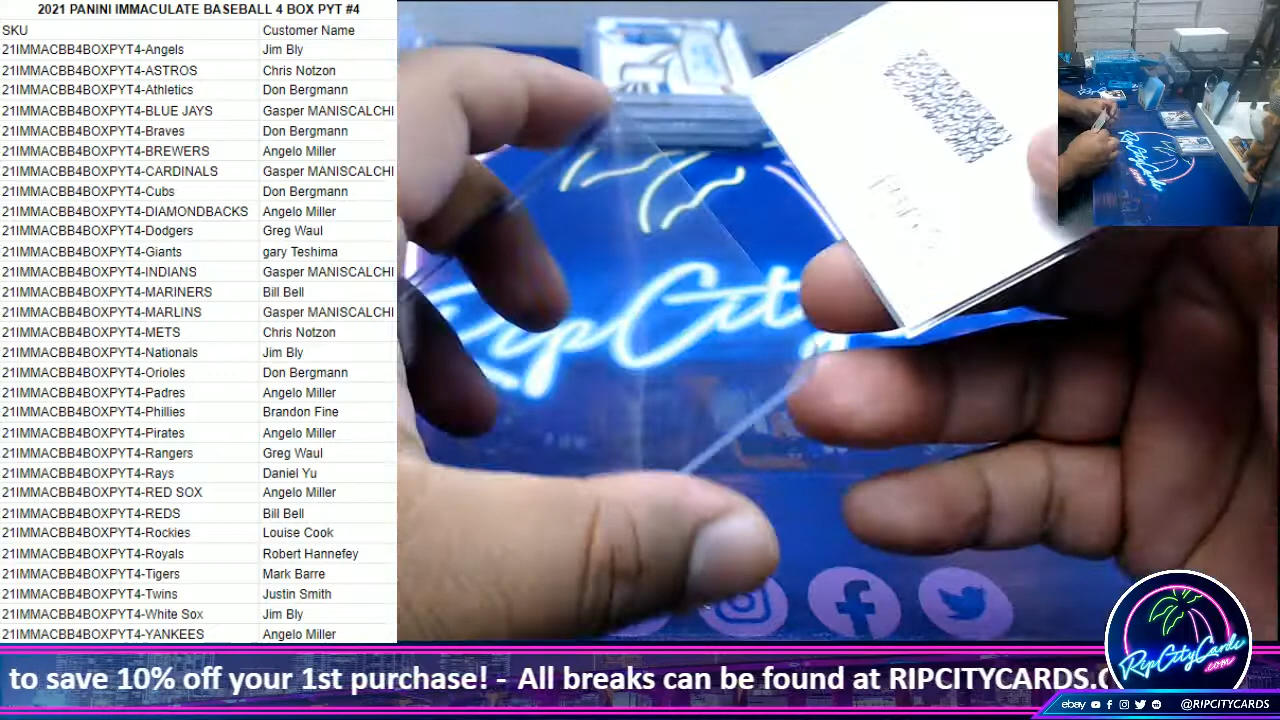 2021 PANINI IMMACULATE BASEBALL 4 BOX PYT #4
SKU Customer Name
21IMMACBB4BOXPYT4-Angels Jim Bly
21IMMACBB4BOXPYT4-ASTROS Chris Notzon
21IMMACBB4BOXPYT4-Athletics Don Bergmann
21IMMACBB4BOXPYT4-BLUE JAYS Gasper MANISCALCHI
21IMMACBB4BOXPYT4-Braves Don Bergmann
21IMMACBB4BOXPYT4-BREWERS Angelo Miller
21IMMACBB4BOXPYT4-CARDINALS Gasper MANISCALCHI
21IMMACBB4BOXPYT4-Cubs Don Bergmann
21IMMACBB4BOXPYT4-DIAMONDBACKS Angelo Miller
21IMMACBB4BOXPYT4-Dodgers Greg Waul
21IMMACBB4BOXPYT4-Giants gary Teshima
21IMMACBB4BOXPYT4-INDIANS Gasper MANISCALCHI
21IMMACBB4BOXPYT4-MARINERS Bill Bell
21IMMACBB4BOXPYT4-MARLINS Gasper MANISCALCHI
21IMMACBB4BOXPYT4-METS Chris Notzon
21IMMACBB4BOXPYT4-Nationals Jim Bly
21IMMACBB4BOXPYT4-Orioles Don Bergmann
21IMMACBB4BOXPYT4-Padres Angelo Miller
21IMMACBB4BOXPYT4-Phillies Brandon Fine
21IMMACBB4BOXPYT4-Pirates Angelo Miller
21IMMACBB4BOXPYT4-Rangers Greg Waul
21IMMACBB4BOXPYT4-Rays Daniel Yu
21IMMACBB4BOXPYT4-RED SOX Angelo Miller
21IMMACBB4BOXPYT4-REDS Bill Bell
21IMMACBB4BOXPYT4-Rockies Louise Cook
21IMMACBB4BOXPYT4-Royals Robert Hannefey
21IMMACBB4BOXPYT4-Tigers Mark Barre
21IMMACBB4BOXPYT4-Twins Justin Smith
21IMMACBB4BOXPYT4-White Sox Jim Bly
21IMMACBB4BOXPYT4-YANKEES Angelo Miller
RipCity
RipCityCards
.com
to save 10% off your 1st purchase! - All breaks can be found at RIPCITYCARDS.C
RipCityCards
.com
ebay @RIPCITYCARDS